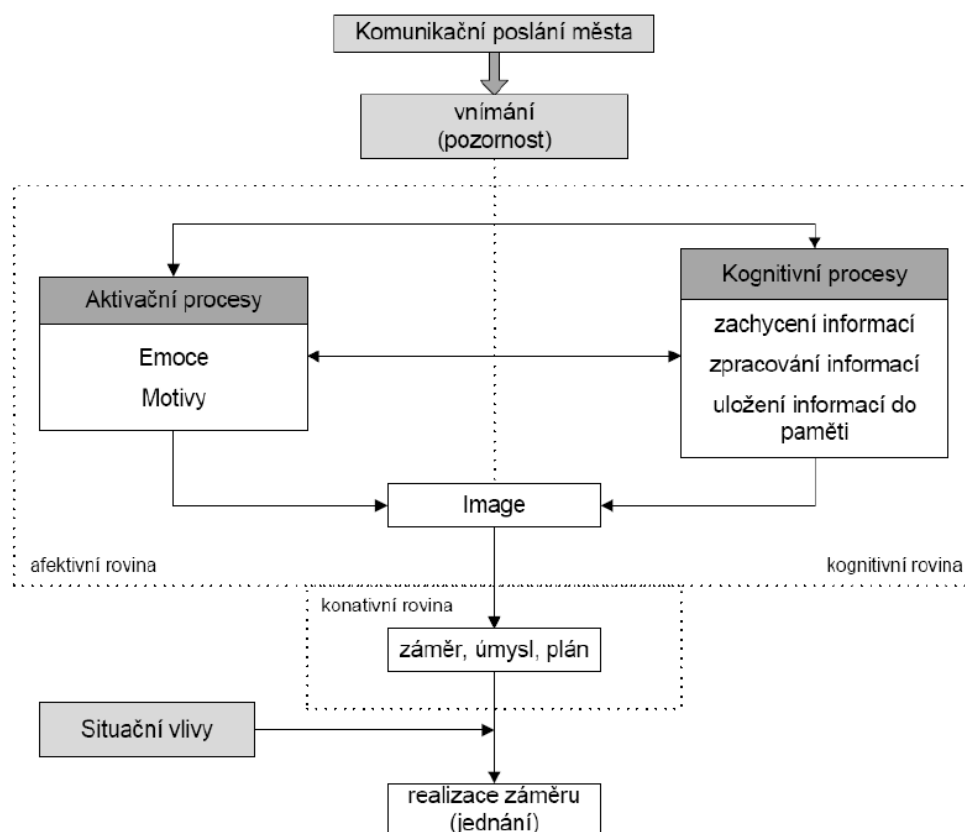 Komunikační poslání města
vnímání
(pozornost)
Aktivační procesy
Emoce
Motivy
Kognitivní procesy
zachycení informací
zpracování informací
uložení informací do
paměti
Image
afektivní rovina
kognitivní rovina
konativní rovina
záměr, úmysl, plán
Situační vlivy
realizace záměru
(jednání)